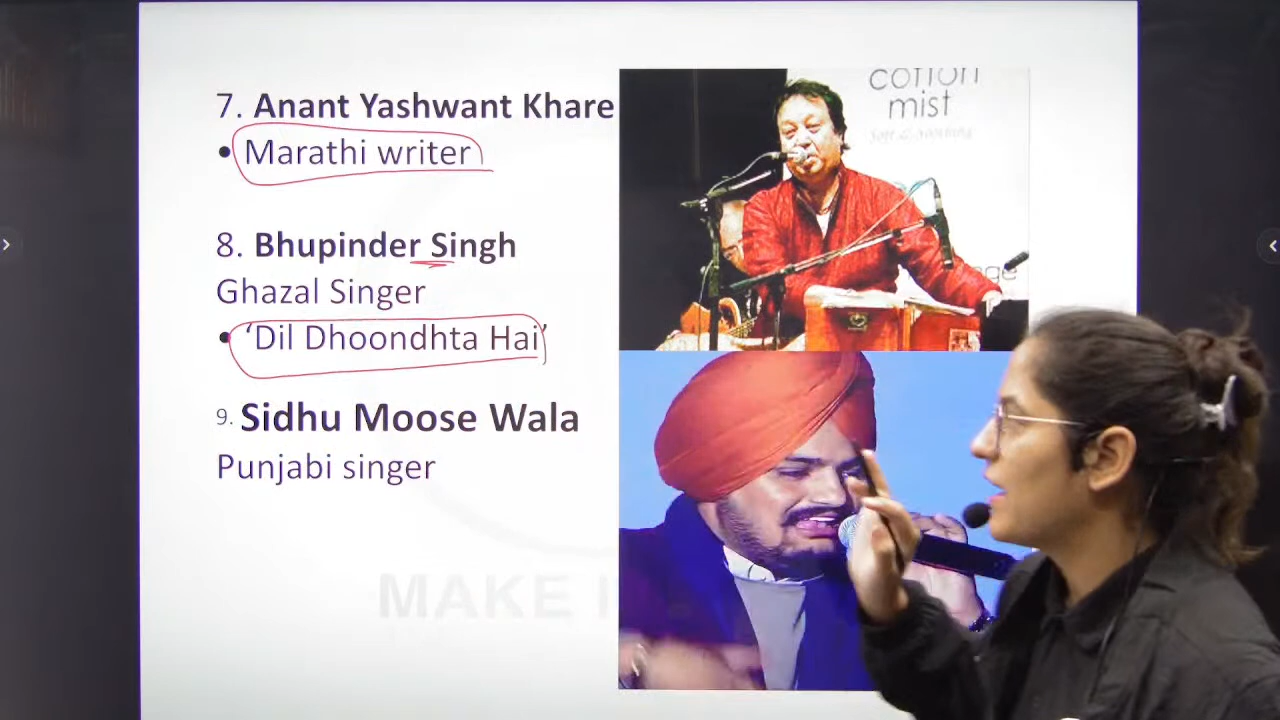 7. Anant Yashwant Khare
• Marathi writer
8. Bhupinder Singh
Ghazal Singer
• ‘Dil Dhoondhta Hai’
9. Sidhu Moose Wala
Punjabi singer
MAKE I
cotton
mist